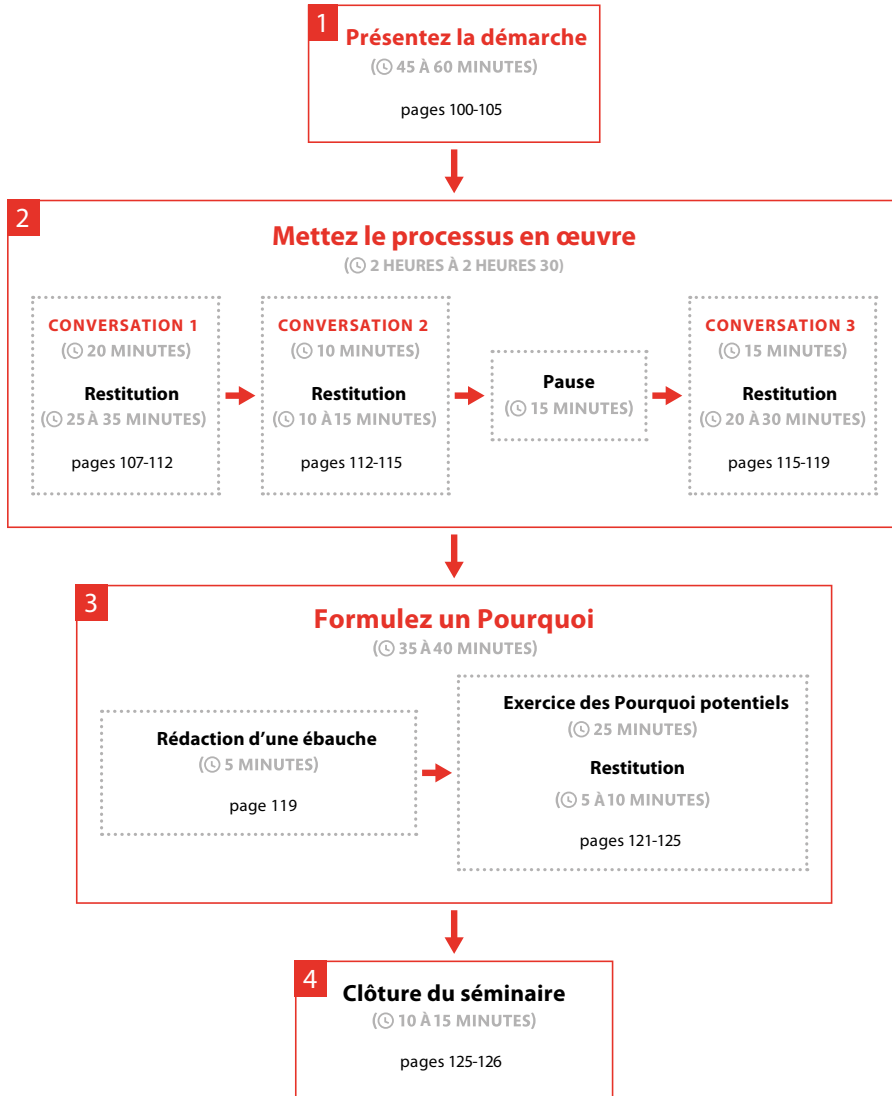 1
Présentez la démarche
(45 À 60 MINUTES)
pages 100-105
2
Mettez le processus en œuvre
(2 HEURES À 2 HEURES 30)
CONVERSATION 1
(20 MINUTES)
Restitution
(25 À 35 MINUTES)
pages 107-112
CONVERSATION 2
(10 MINUTES)
Restitution
(10 À 15 MINUTES)
pages 112-115
Pause
(15 MINUTES)
CONVERSATION 3
(15 MINUTES)
Restitution
(20 À 30 MINUTES)
pages 115-119
3
Formulez un Pourquoi
(35 À 40 MINUTES)
Rédaction d’une ébauche
(5 MINUTES)
page 119
Exercice des Pourquoi potentiels
(25 MINUTES)
Restitution
(5 À 10 MINUTES)
pages 121-125
4
Clôture du séminaire
(10 À 15 MINUTES)
pages 125-126